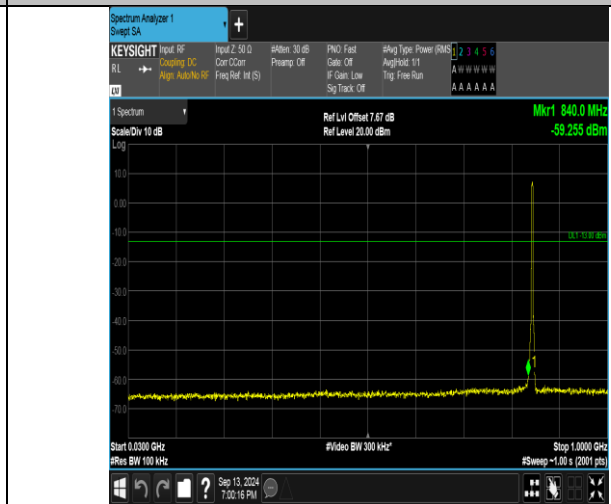 Spectrum Analyzer 1
Swept SA
+
KEYSIGHT
RL
LXI
Input: RF
Coupling: DC
Align: Auto/No RF
Input Z: 50 Ω
Corr CCorr
Freq Ref: Int (S)
#Atten: 30 dB
Preamp: Off
PNO: Fast
Gate: Off
IF Gain: Low
Sig Track: Off
#Avg Type: Power (RMS
Avg|Hold: 1/1
Trig: Free Run
1 2 3 4 5 6
A W W W W W
A A A A A A
1 Spectrum
Scale/Div 10 dB
Log
Ref Lvl Offset 7.67 dB
Ref Level 20.00 dBm
Mkr1 840.0 MHz
-59.255 dBm
10.0
0.00
-10.0
DL1 -13.00 dBm
-20.0
-30.0
-40.0
-50.0
1
-60.0
-70.0
Start 0.0300 GHz
#Res BW 100 kHz
#Video BW 300 kHz*
Stop 1.0000 GHz
#Sweep ~1.00 s (2001 pts)
?
Sep 13, 2024
7:00:16 PM